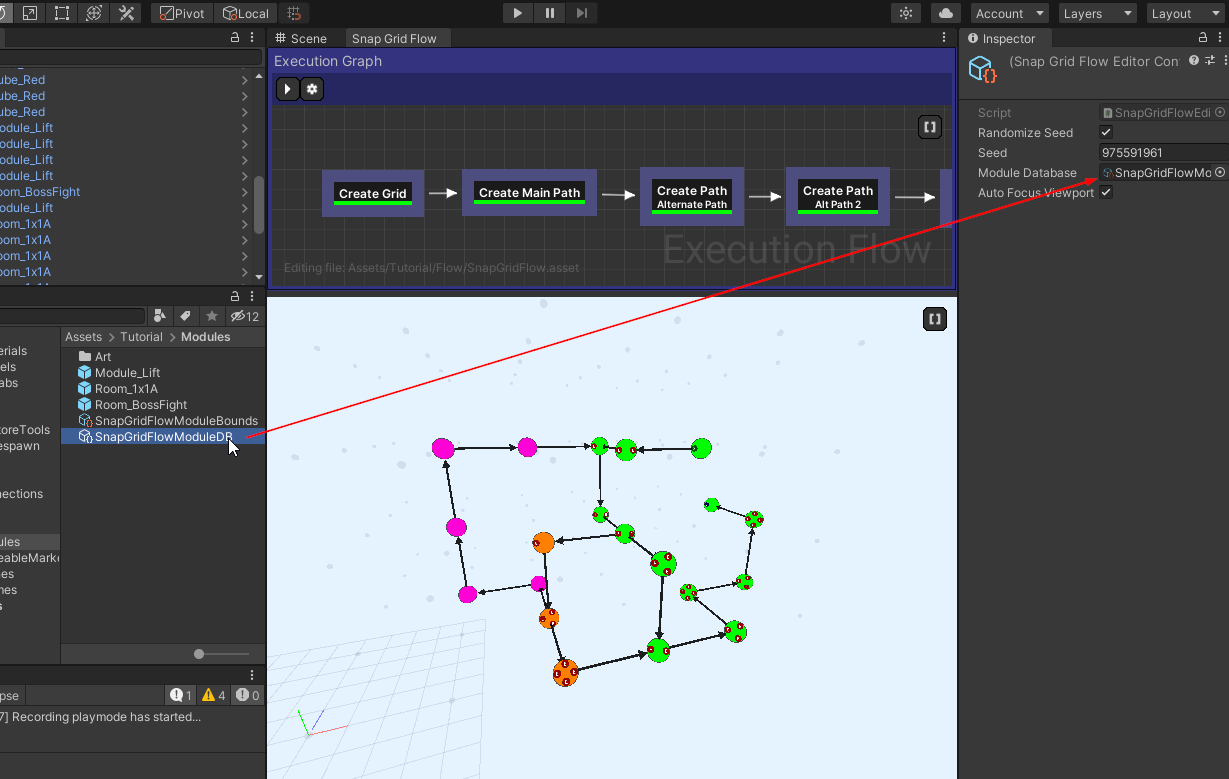 Pivot
Local
Account
Layers
Layout
Scene
Snap Grid Flow
Inspector
ube_Red
ube_Red
ube_Red
odule_Lift
odule_Lift
odule_Lift
odule_Lift
oom_BossFight
odule_Lift
oom_1x1A
oom_1x1A
oom_1x1A
oom_1x1A
Execution Graph
Create Grid
Create Main Path
Create Path
Alternate Path
Create Path
Alt Path 2
Execution Flow
Editing file: Assets/Tutorial/Flow/SnapGridFlow.asset
(Snap Grid Flow Editor Con
Script
SnapGridFlowEdi
Randomize Seed
Seed
975591961
Module Database
SnapGridFlowMo
Auto Focus Viewport
12
Assets > Tutorial > Modules
erials
els
abs
oreTools
espawn
nections
ules
eableMark
es
nes
s
Art
Module_Lift
Room_1x1A
Room_BossFight
SnapGridFlowModuleBounds
SnapGridFlowModuleDB
pse
1
4
0
7] Recording playmode has started...